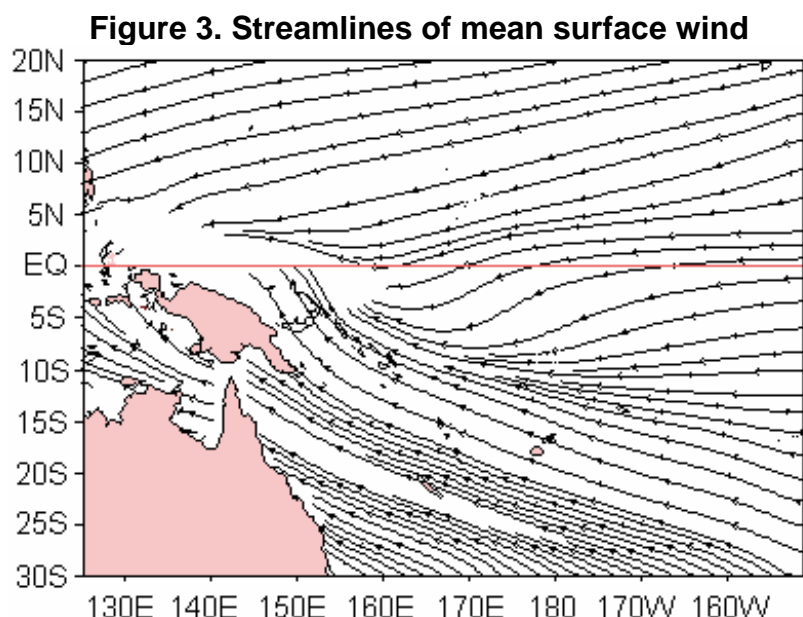 Figure 3. Streamlines of mean surface wind
20N
15N
10N
5N
EQ
5S
10S
15S
20S
25S
30S
130E 140E 150E 160E 170E 180 170W 160W